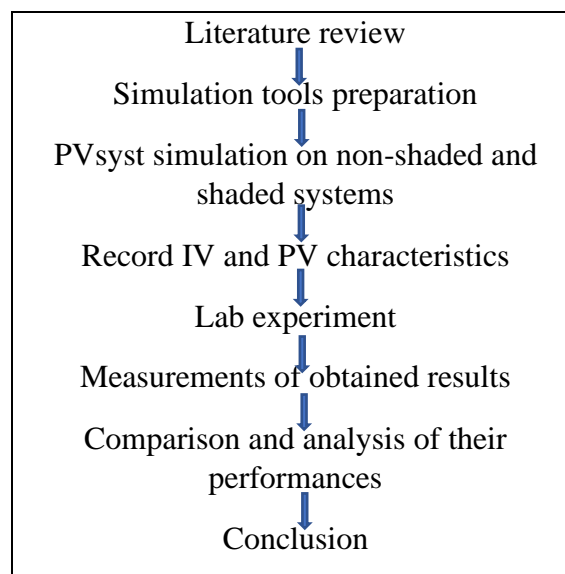 Literature review
Simulation tools preparation
PVsyst simulation on non-shaded and
shaded systems
Record IV and PV characteristics
Lab experiment
Measurements of obtained results
Comparison and analysis of their
performances
Conclusion